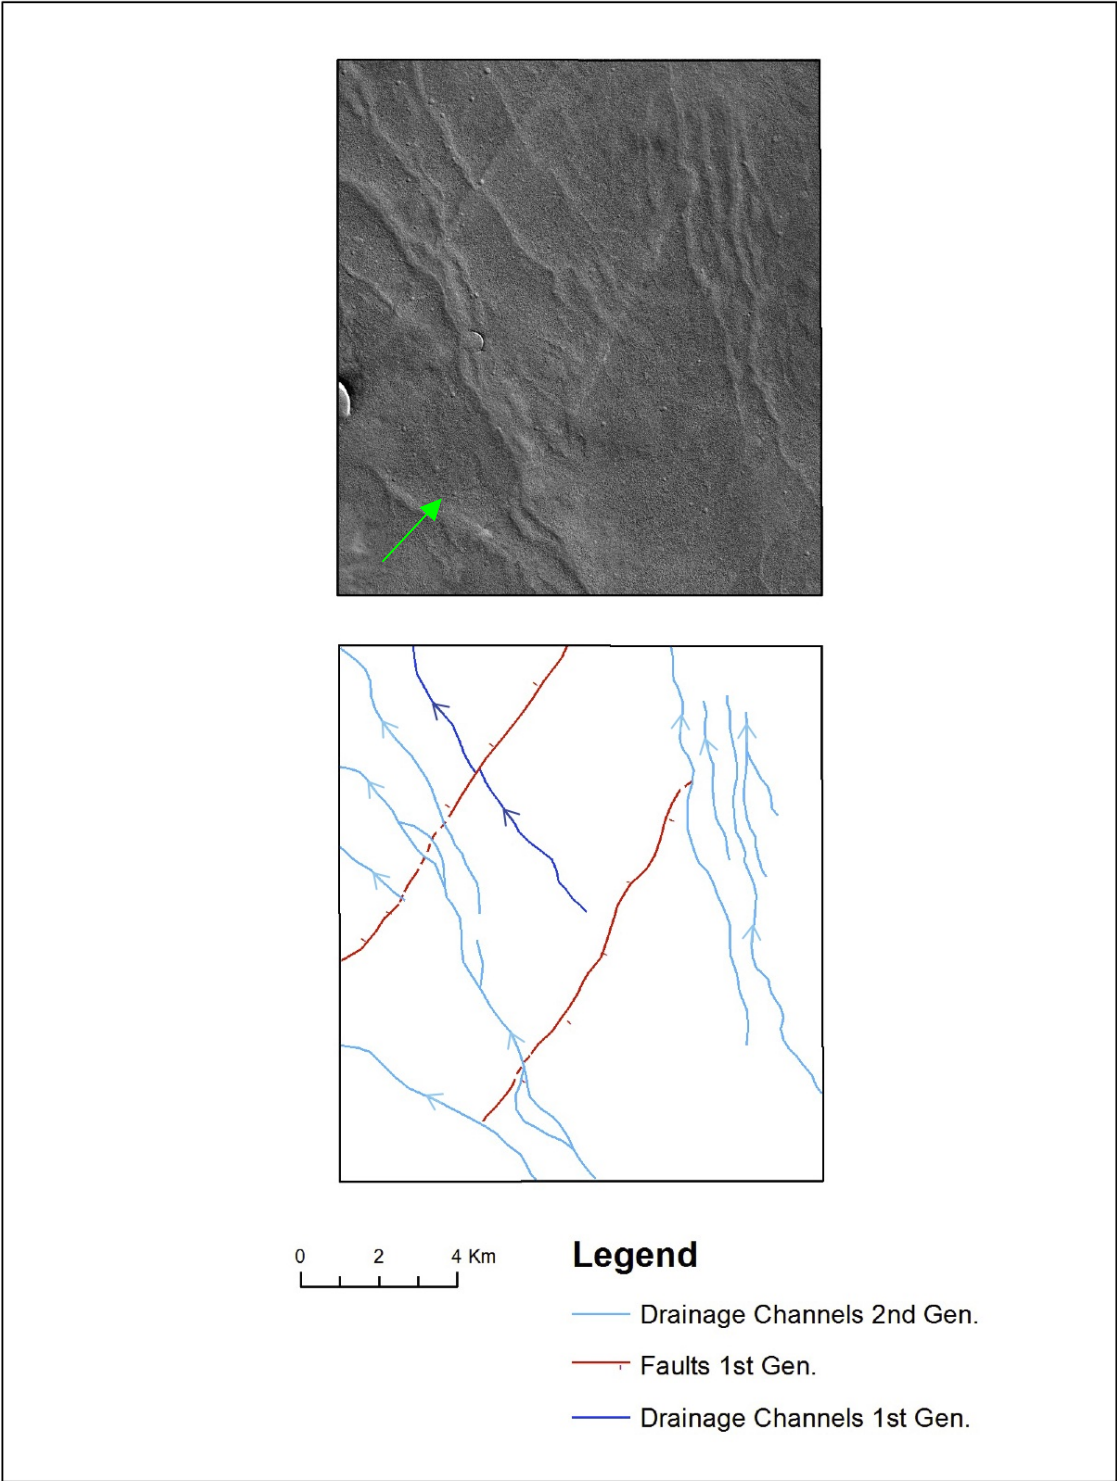 0 2 4 Km
Legend
Drainage Channels 2nd Gen.
Faults 1st Gen.
Drainage Channels 1st Gen.